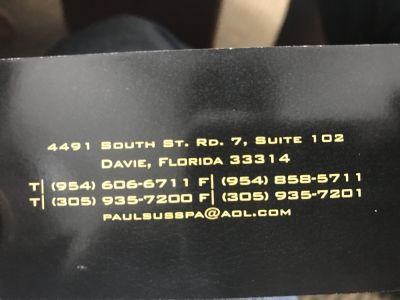 4491 South St. Rd. 7, Suite 102
Davie, Florida 33314
T| (954) 606-6711 F| (954) 858-5711
T| (305) 935-7200 F| (305) 935-7201
paulsusspa@aol.com